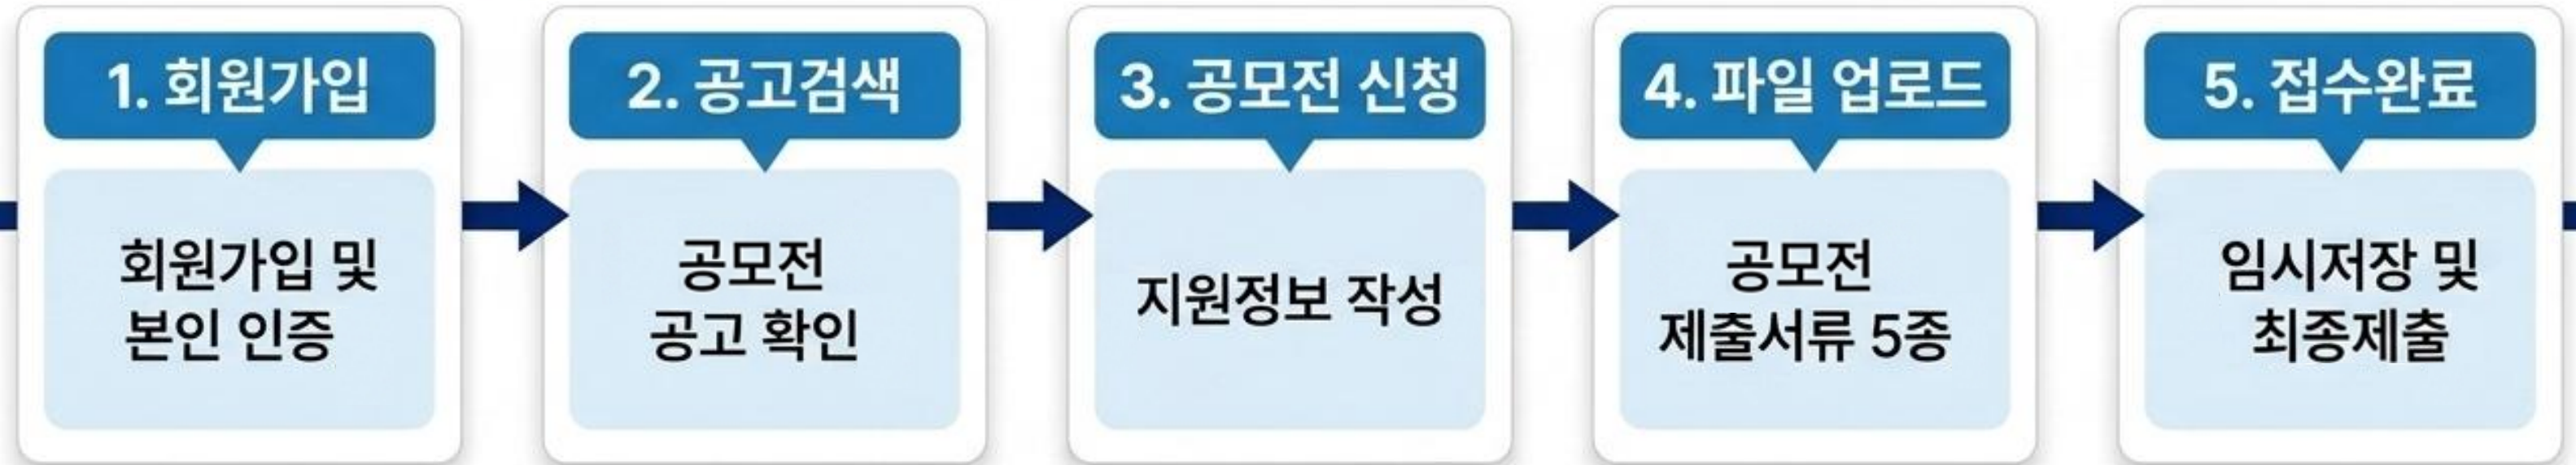 1. 회원가입
회원가입 및
본인 인증
2. 공고검색
공모전
공고 확인
3. 공모전 신청
지원정보 작성
4. 파일 업로드
공모전
제출서류 5종
5. 접수완료
임시저장 및
최종제출